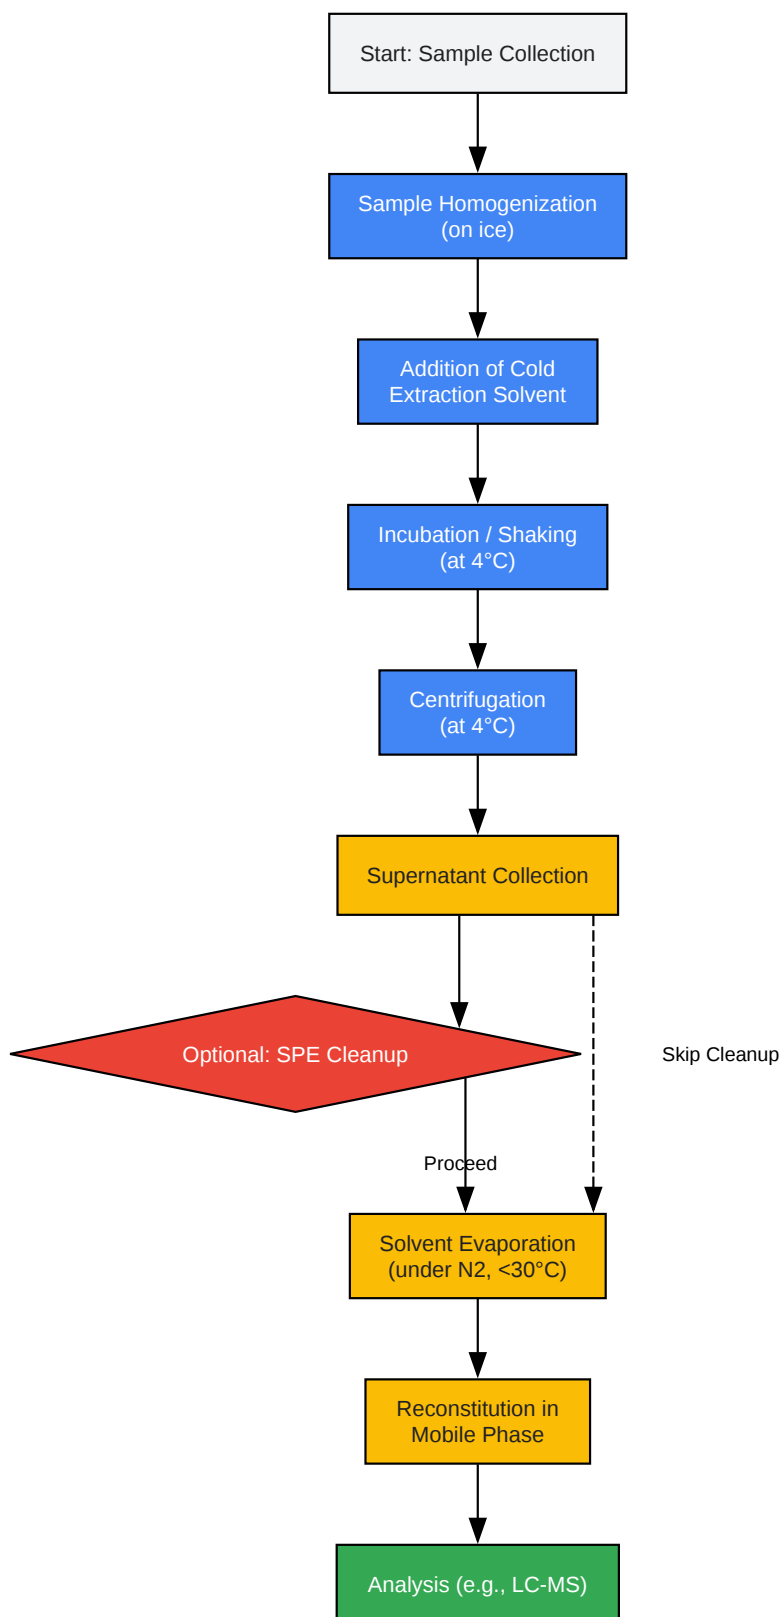 Start: Sample Collection
Sample Homogenization
(on ice)
Addition of Cold
Extraction Solvent
Incubation / Shaking
(at 4°C)
Centrifugation
(at 4°C)
Supernatant Collection
Optional: SPE Cleanup
Skip Cleanup
Proceed
Solvent Evaporation
(under N2, <30°C)
Reconstitution in
Mobile Phase
Analysis (e.g., LC-MS)